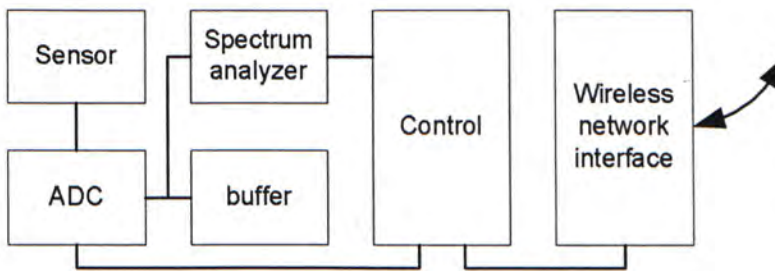 Sensor
Spectrum
analyzer
Control
Wireless
network
interface
ADC
buffer